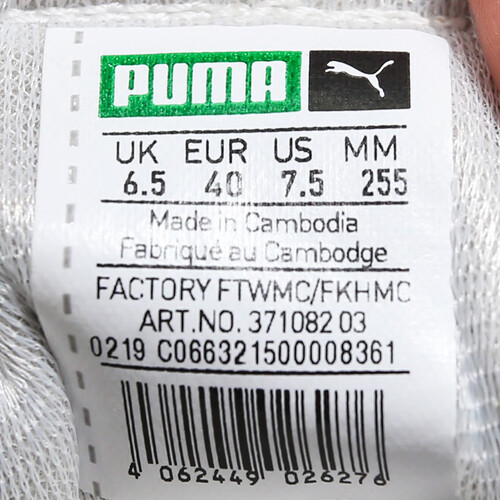 PUMA
UK EUR US MM
6.5 40 7.5 255
Made in Cambodia
Fabriqué au Cambodge
FACTORY FTWMC/FKHMC
ART.NO. 371082 03
0219 C066321500008361
4 062449 026276